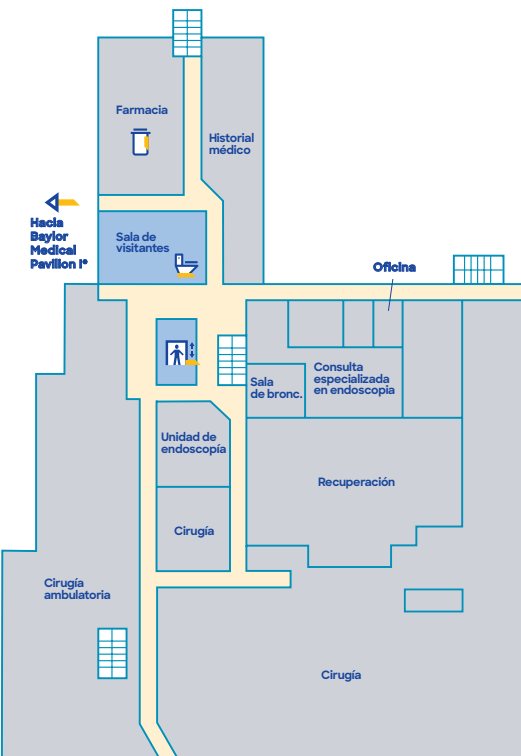 Farmacia
Historial
médico
Hacia
Baylor
Medical
Pavilion I*
Sala de
visitantes
Oficina
Sala
de bronc.
Consulta
especializada
en endoscopia
Unidad de
endoscopía
Recuperación
Cirugía
Cirugía
ambulatoria
Cirugía